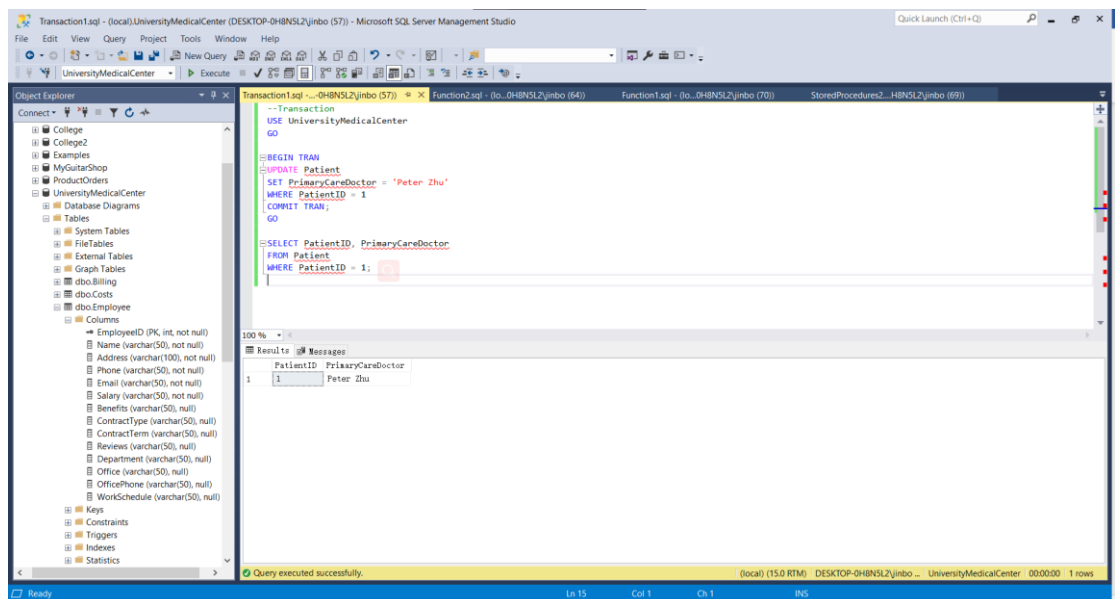 Transaction1.sql - (local).UniversityMedicalCenter (DESKTOP-0H8N5L2\jinbo (57)) - Microsoft SQL Server Management Studio
Quick Launch (Ctrl+Q)
File Edit View Query Project Tools Window Help
New Query
UniversityMedicalCenter Execute
Object Explorer
Transaction1.sql -...-0H8N5L2\jinbo (57)) Function2.sql - (lo...0H8N5L2\jinbo (64)) Function1.sql - (lo...0H8N5L2\jinbo (70)) StoredProcedures2....H8N5L2\jinbo (69))
Connect
College
College2
Examples
MyGuitarShop
ProductOrders
UniversityMedicalCenter
Database Diagrams
Tables
System Tables
FileTables
External Tables
Graph Tables
dbo.Billing
dbo.Costs
dbo.Employee
Columns
EmployeeID (PK, int, not null)
Name (varchar(50), not null)
Address (varchar(100), not null)
Phone (varchar(50), not null)
Email (varchar(50), not null)
Salary (varchar(50), not null)
Benefits (varchar(50), null)
ContractType (varchar(50), null)
ContractTerm (varchar(50), null)
Reviews (varchar(50), null)
Department (varchar(50), null)
Office (varchar(50), null)
OfficePhone (varchar(50), null)
WorkSchedule (varchar(50), null)
Keys
Constraints
Triggers
Indexes
Statistics
--Transaction
USE UniversityMedicalCenter
GO
BEGIN TRAN
UPDATE Patient
SET PrimaryCareDoctor = 'Peter Zhu'
WHERE PatientID = 1
COMMIT TRAN;
GO
SELECT PatientID, PrimaryCareDoctor
FROM Patient
WHERE PatientID = 1;
100 %
Results Messages
PatientID PrimaryCareDoctor
1 1 Peter Zhu
Query executed successfully. (local) (15.0 RTM) DESKTOP-0H8N5L2\jinbo ... UniversityMedicalCenter 00:00:00 1 rows
Ready Ln 15 Col 1 Ch 1 INS